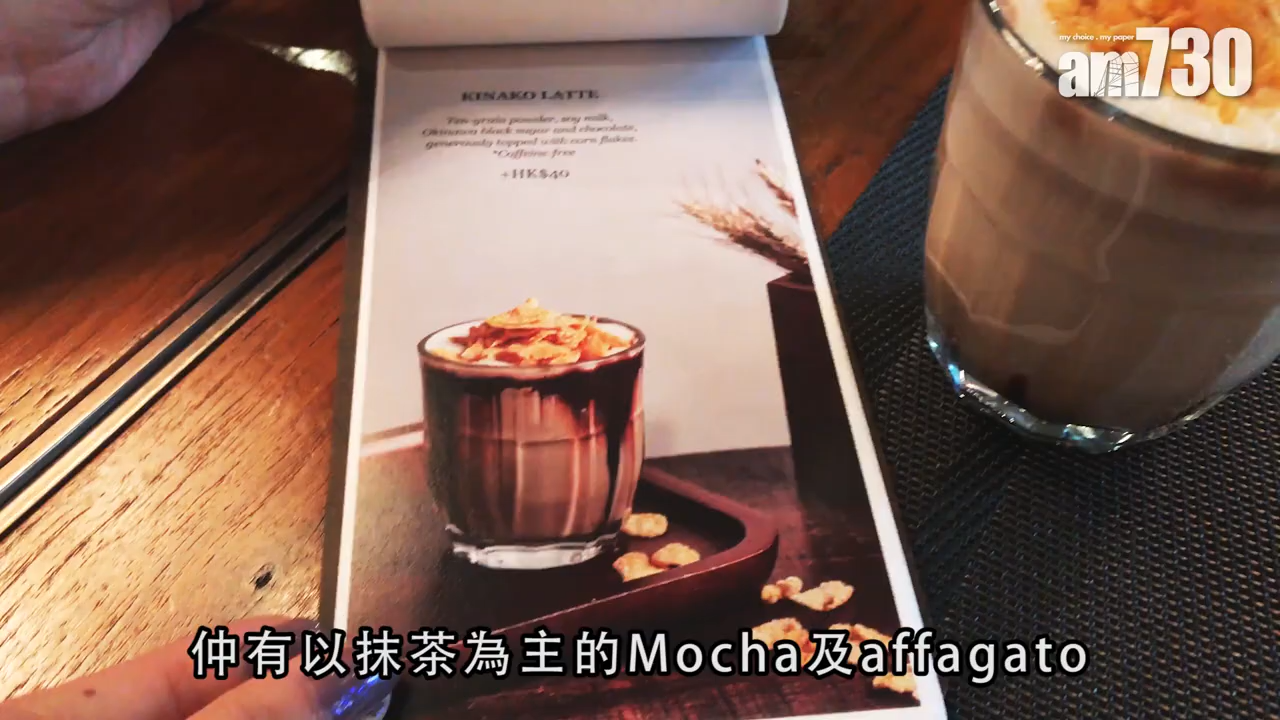 my choice . my paper
am730
KINAKO LATTE
Ten-grain powder, soy milk,
Okinawa black sugar and chocolate,
generously topped with corn flakes.
*Caffeine-free
+HK$40
仲有以抹茶為主的Mocha及affagato